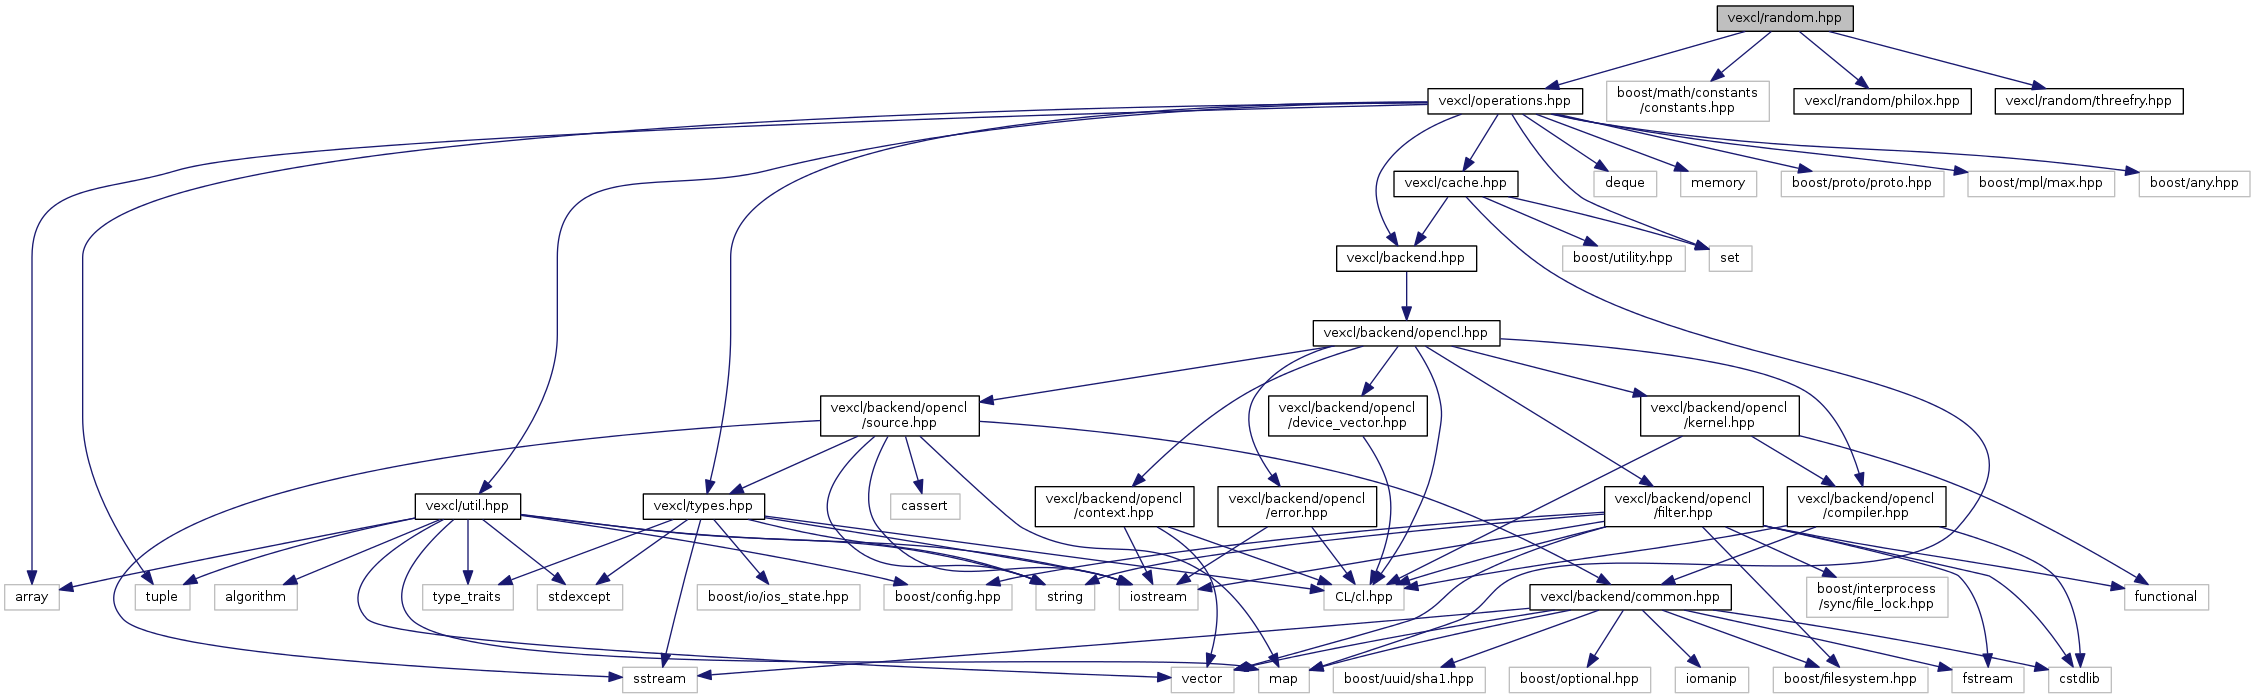 vexcl/random.hpp
vexcl/operations.hpp
boost/math/constants
/constants.hpp
vexcl/random/philox.hpp
vexcl/random/threefry.hpp
vexcl/cache.hpp
deque
memory
boost/proto/proto.hpp
boost/mpl/max.hpp
boost/any.hpp
vexcl/backend.hpp
boost/utility.hpp
set
vexcl/backend/opencl.hpp
vexcl/backend/opencl
/source.hpp
vexcl/backend/opencl
/device_vector.hpp
vexcl/backend/opencl
/kernel.hpp
vexcl/util.hpp
vexcl/types.hpp
cassert
vexcl/backend/opencl
/context.hpp
vexcl/backend/opencl
/error.hpp
vexcl/backend/opencl
/filter.hpp
vexcl/backend/opencl
/compiler.hpp
array
tuple
algorithm
type_traits
stdexcept
boost/io/ios_state.hpp
boost/config.hpp
string
iostream
CL/cl.hpp
vexcl/backend/common.hpp
boost/interprocess
/sync/file_lock.hpp
functional
sstream
vector
map
boost/uuid/sha1.hpp
boost/optional.hpp
iomanip
boost/filesystem.hpp
fstream
cstdlib